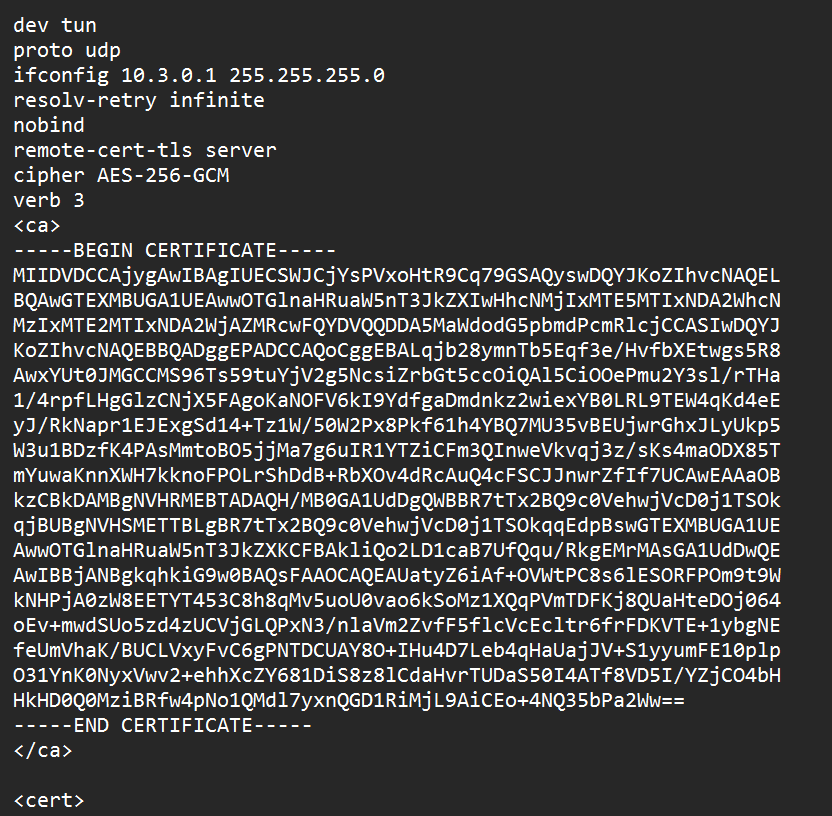 dev tun
proto udp
ifconfig 10.3.0.1 255.255.255.0
resolv-retry infinite
nobind
remote-cert-tls server
cipher AES-256-GCM
verb 3
<ca>
-----BEGIN CERTIFICATE-----
MIIDVDCCAjygAwIBAgIUECSWJCjYsPVxoHtR9Cq79GSAQyswDQYJKoZIhvcNAQEL
BQAwGTEXMBUGA1UEAwwOTGlnaHRuaW5nT3JkZXIwHhcNMjIxMTE5MTIxNDA2WhcN
MzIxMTE2MTIxNDA2WjAZMRcwFQYDVQQDDA5MaWdodG5pbmdPcmRlcjCCASIwDQYJ
KoZIhvcNAQEBBQADggEPADCCAQoCggEBALqjb28ymnTb5Eqf3e/HvfbXEtwgs5R8
AwxYUt0JMGCCMS96Ts59tuYjV2g5NcsiZrbGt5ccOiQAl5CiOOePmu2Y3sl/rTHa
1/4rpfLHgGlzCNjX5FAgoKaNOFV6kI9YdfgaDmdnkz2wiexYB0LRL9TEW4qKd4eE
yJ/RkNapr1EJExgSd14+Tz1W/50W2Px8Pkf61h4YBQ7MU35vBEUjwrGhxJLyUkp5
W3u1BDzfK4PAsMmtoBO5jjMa7g6uIR1YTZiCFm3QInweVkvqj3z/sKs4maODX85T
mYuwaKnnXWH7kknoFPOLrShDdB+RbXOv4dRcAuQ4cFSCJJnwrZfIf7UCAwEAAaOB
kzCBkDAMBgNVHRMEBTADAQH/MB0GA1UdDgQWBBR7tTx2BQ9c0VehwjVcD0j1TSOk
qjBUBgNVHSMETTBLgBR7tTx2BQ9c0VehwjVcD0j1TSOkqqEdpBswGTEXMBUGA1UE
AwwOTGlnaHRuaW5nT3JkZXKCFBAkliQo2LD1caB7UfQqu/RkgEMrMAsGA1UdDwQE
AwIBBjANBgkqhkiG9w0BAQsFAAOCAQEAUatyZ6iAf+OVWtPC8s6lESORFPOm9t9W
kNHPjA0zW8EETYT453C8h8qMv5uoU0vao6kSoMz1XQqPVmTDFKj8QUaHteDOj064
oEv+mwdSUo5zd4zUCVjGLQPxN3/nlaVm2ZvfF5flcVcEcltr6frFDKVTE+1ybgNE
feUmVhaK/BUCLVxyFvC6gPNTDCUAY8O+IHu4D7Leb4qHaUajJV+S1yyumFE10plp
O31YnK0NyxVwv2+ehhXcZY681DiS8z8lCdaHvrTUDaS50I4ATf8VD5I/YZjCO4bH
HkHD0Q0MziBRfw4pNo1QMdl7yxnQGD1RiMjL9AiCEo+4NQ35bPa2Ww==
-----END CERTIFICATE-----
</ca>
<cert>